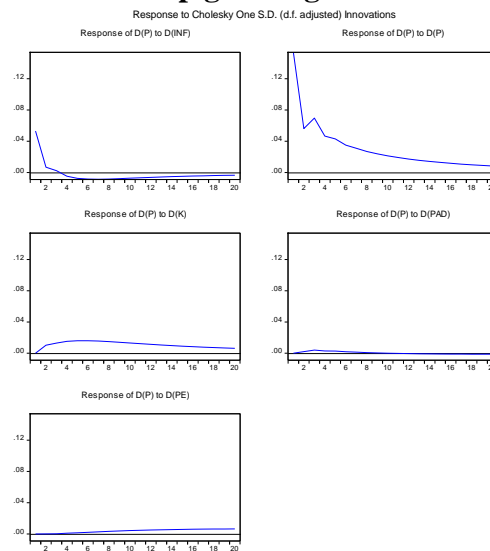 Response to Cholesky One S.D. (d.f. adjusted) Innovations
Response of D(P) to D(INF)
Response of D(P) to D(P)
.12
.08
.04
.00
2 4 6 8 10 12 14 16 18 20
.12
.08
.04
.00
2 4 6 8 10 12 14 16 18
Response of D(P) to D(K)
Response of D(P) to D(PAD)
.12
.08
.04
.00
2 4 6 8 10 12 14 16 18 20
.12
.08
.04
.00
2 4 6 8 10 12 14 16 18
Response of D(P) to D(PE)
.12
.08
.04
.00
2 4 6 8 10 12 14 16 18 20